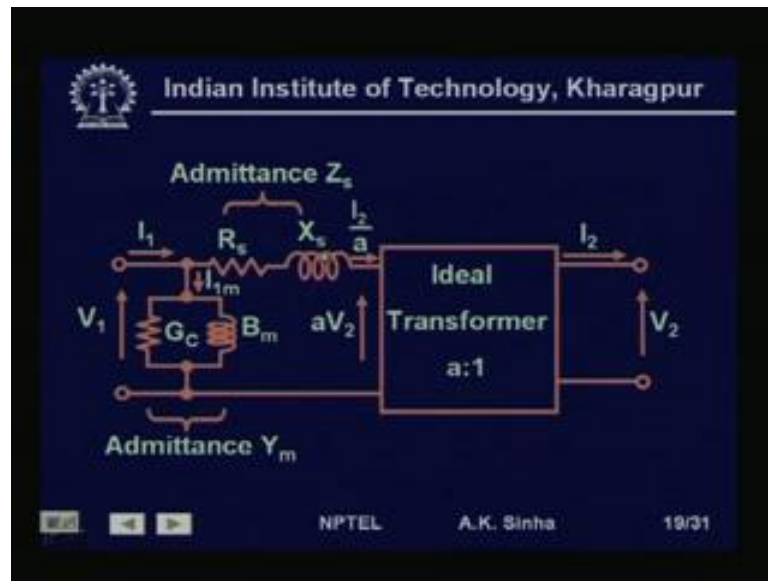 Indian Institute of Technology, Kharagpur
Admittance Zs
I1
Rs
Xs
I2
a
I2
I1m
Ideal
Transformer
a:1
V1
GC
Bm
aV2
V2
Admittance Ym
NPTEL A.K. Sinha 19/31